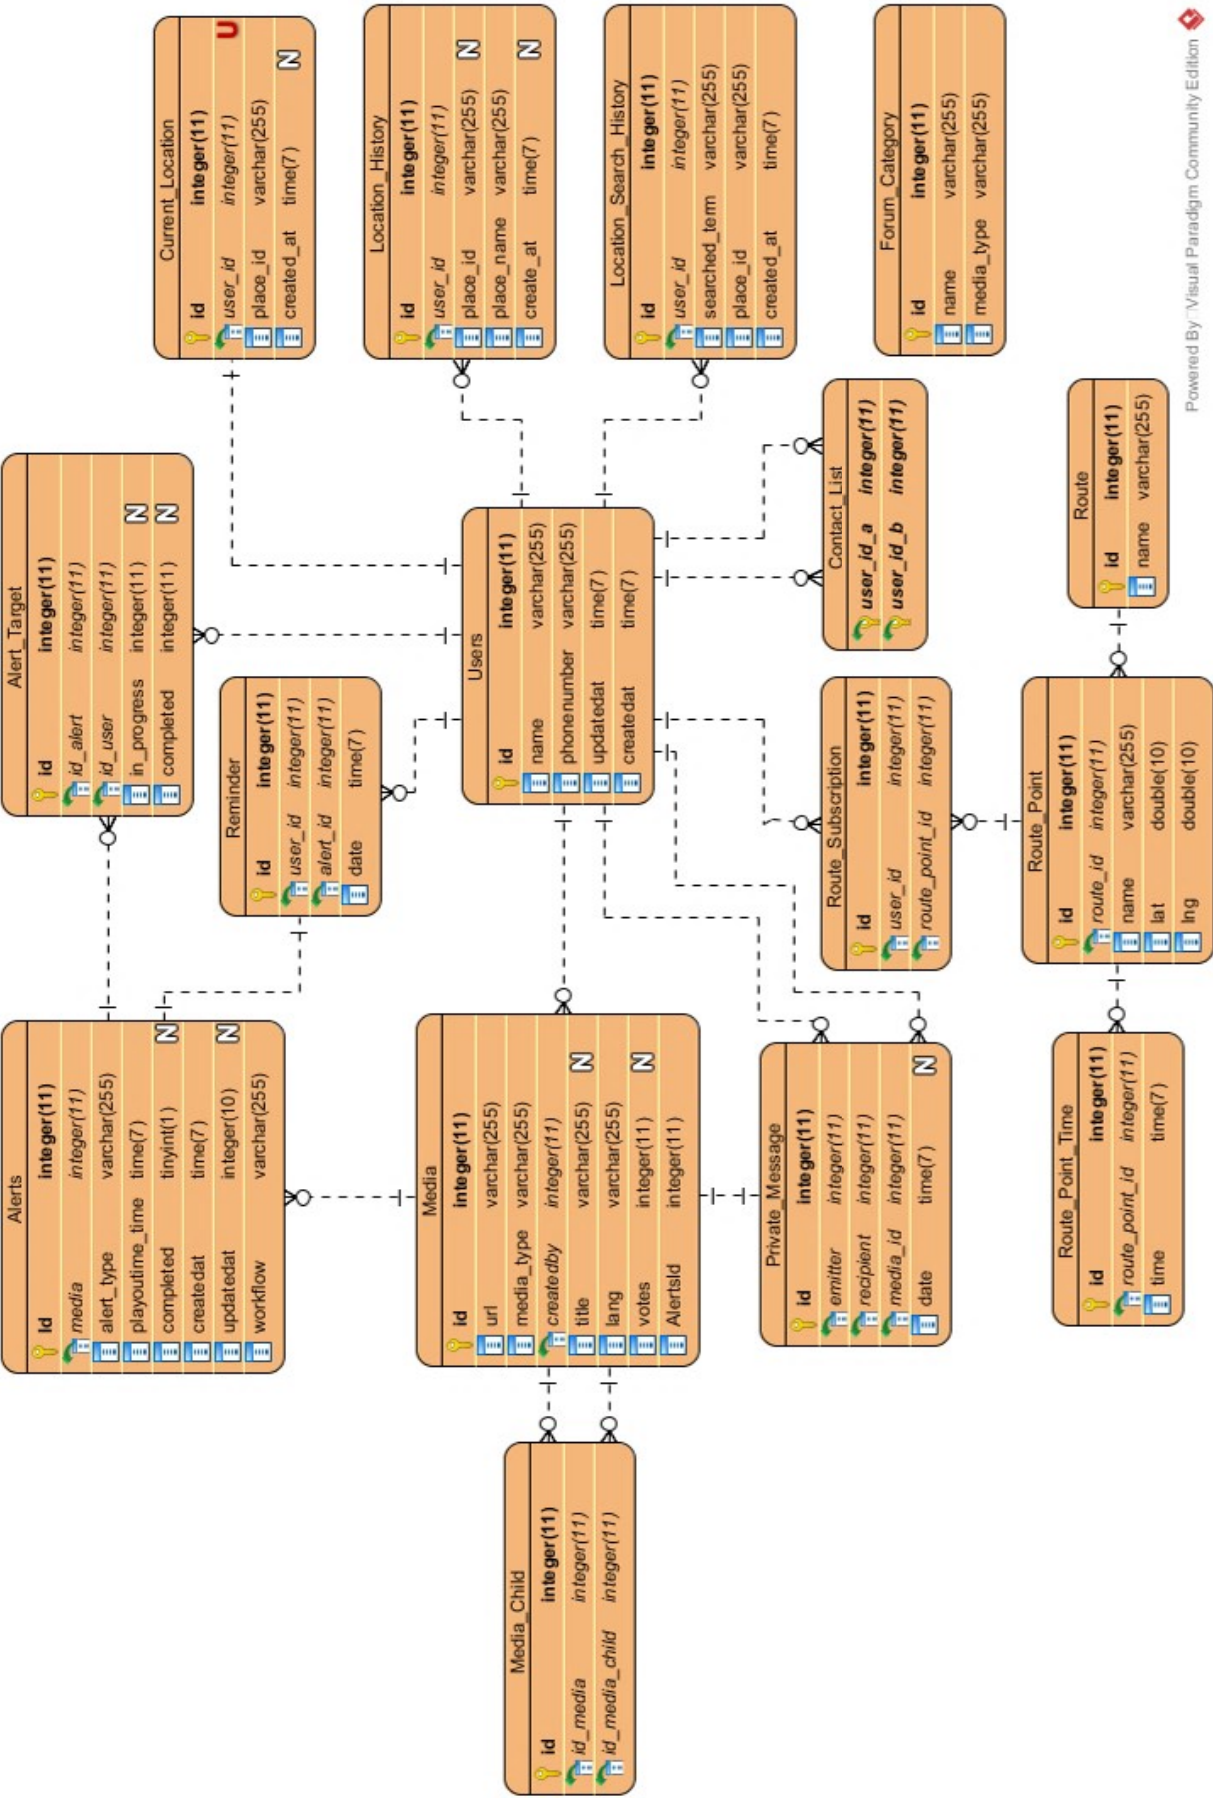 Media_Child
id integer(11)
id_media integer(11)
id_media_child integer(11)
Alerts
id integer(11)
media integer(11)
alert_type varchar(255)
playoutime_time time(7)
completed tinyint(1) N
createdat time(7)
updatedat integer(10) N
workflow varchar(255)
Media
id integer(11)
url varchar(255)
media_type varchar(255)
createdby integer(11)
title varchar(255) N
lang varchar(255)
votes integer(11) N
AlertsId integer(11)
Private_Message
id integer(11)
emitter integer(11)
recipient integer(11)
media_id integer(11)
date time(7) N
Route_Point_Time
id integer(11)
route_point_id integer(11)
time time(7)
Alert_Target
id integer(11)
id_alert integer(11)
id_user integer(11)
in_progress integer(11) N
completed integer(11) N
Reminder
id integer(11)
user_id integer(11)
alert_id integer(11)
date time(7)
Users
id integer(11)
name varchar(255)
phonenumber varchar(255)
updatedat time(7)
createdat time(7)
Route_Subscription
id integer(11)
user_id integer(11)
route_point_id integer(11)
Route_Point
id integer(11)
route_id integer(11)
name varchar(255)
lat double(10)
lng double(10)
Contact_List
user_id_a integer(11)
user_id_b integer(11)
Route
id integer(11)
name varchar(255)
Current_Location
id integer(11)
user_id integer(11) U
place_id varchar(255)
created_at time(7) N
Location_History
id integer(11)
user_id integer(11)
place_id varchar(255) N
place_name varchar(255)
create_at time(7) N
Location_Search_History
id integer(11)
user_id integer(11)
searched_term varchar(255)
place_id varchar(255)
created_at time(7)
Forum_Category
id integer(11)
name varchar(255)
media_type varchar(255)
Powered By Visual Paradigm Community Edition